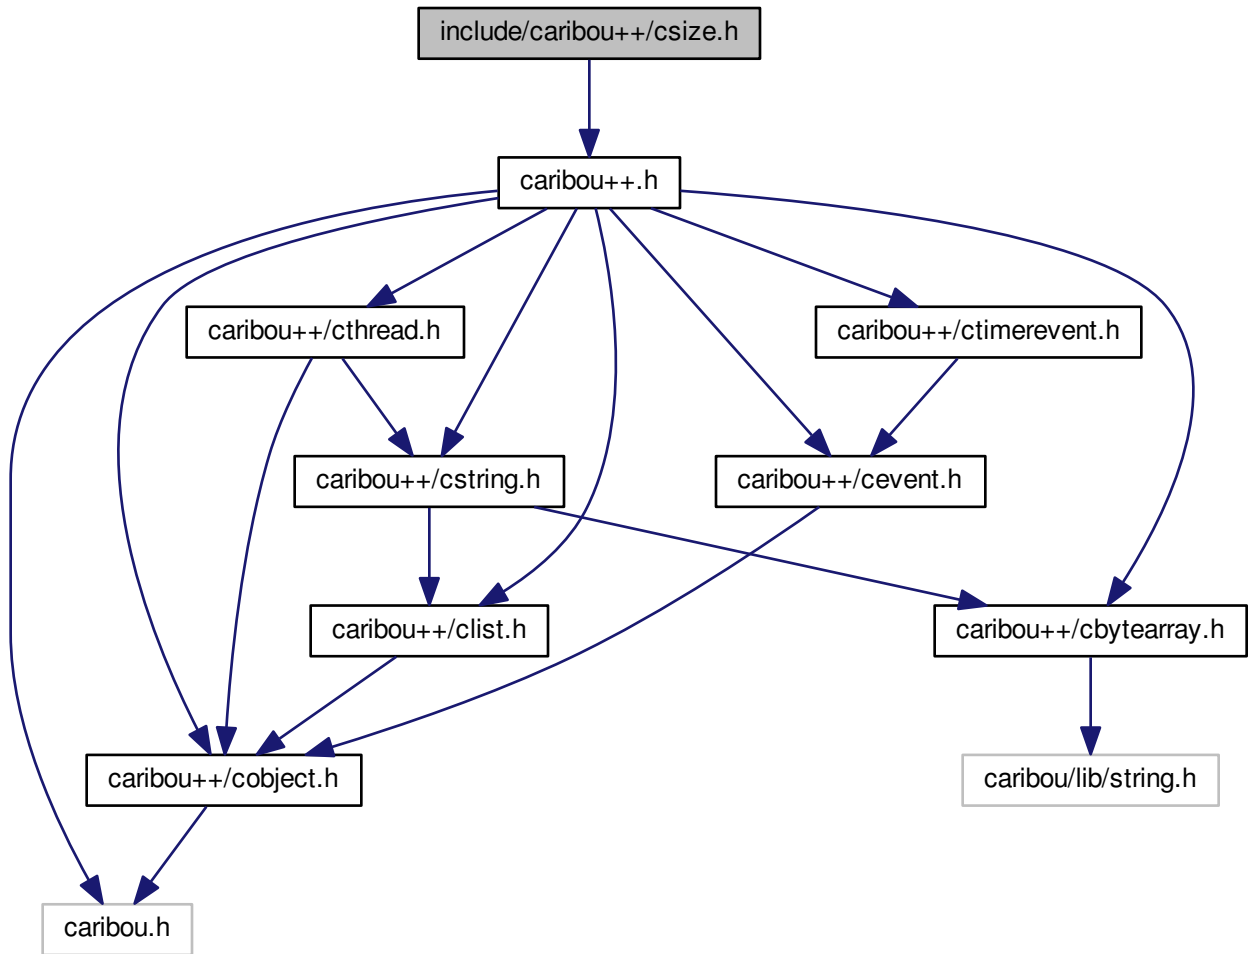 include/caribou++/csize.h
caribou++.h
caribou++/cthread.h
caribou++/ctimerevent.h
caribou++/cstring.h
caribou++/cevent.h
caribou++/clist.h
caribou++/cbytearray.h
caribou++/cobject.h
caribou/lib/string.h
caribou.h